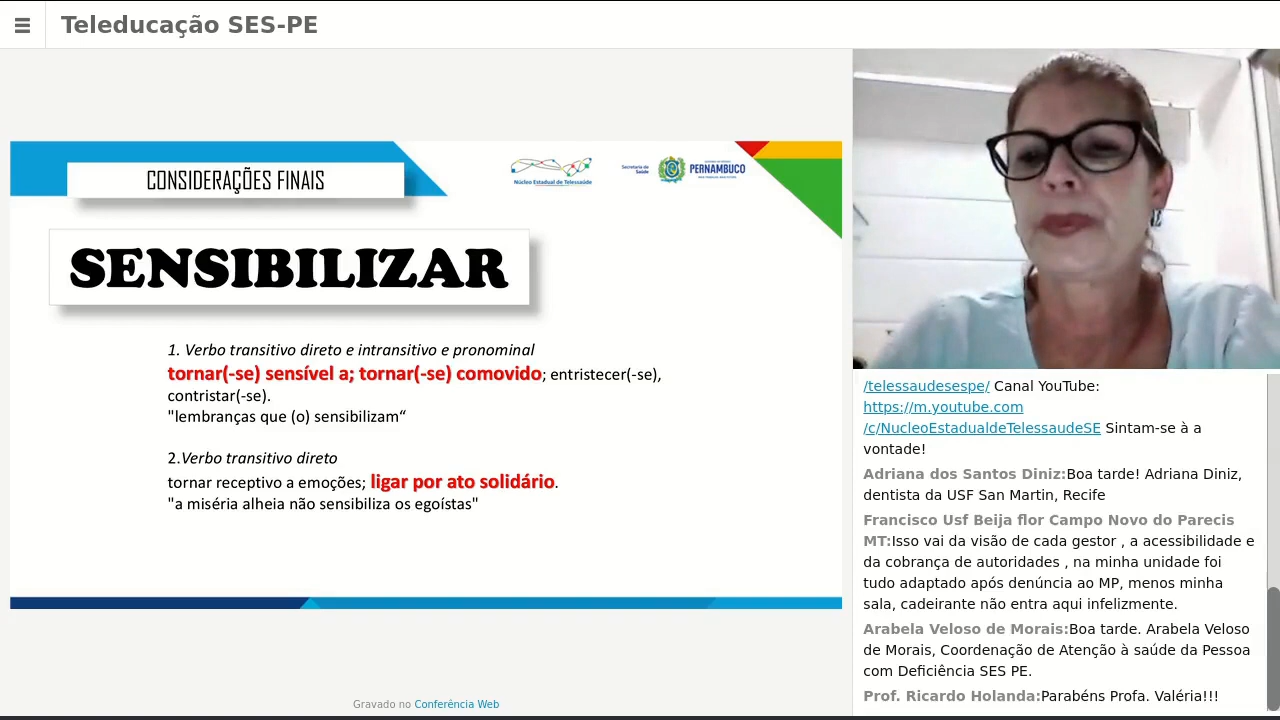 Teleducação SES-PE
CONSIDERAÇÕES FINAIS
Núcleo Estadual de Telessaúde
Secretaria de
Saúde
PERNAMBUCO
SENSIBILIZAR
1. Verbo transitivo direto e intransitivo e pronominal
tornar(-se) sensível a; tornar(-se) comovido; entristecer(-se),
contristar(-se).
"lembranças que (o) sensibilizam“
2.Verbo transitivo direto
tornar receptivo a emoções; ligar por ato solidário.
"a miséria alheia não sensibiliza os egoístas"
Gravado no Conferência Web
/telessaudesespe/ Canal YouTube:
https://m.youtube.com
/c/NucleoEstadualdeTelessaudeSE Sintam-se à a
vontade!
Adriana dos Santos Diniz:Boa tarde! Adriana Diniz,
dentista da USF San Martin, Recife
Francisco Usf Beija flor Campo Novo do Parecis
MT:Isso vai da visão de cada gestor , a acessibilidade e
da cobrança de autoridades , na minha unidade foi
tudo adaptado após denúncia ao MP, menos minha
sala, cadeirante não entra aqui infelizmente.
Arabela Veloso de Morais:Boa tarde. Arabela Veloso
de Morais, Coordenação de Atenção à saúde da Pessoa
com Deficiência SES PE.
Prof. Ricardo Holanda:Parabéns Profa. Valéria!!!